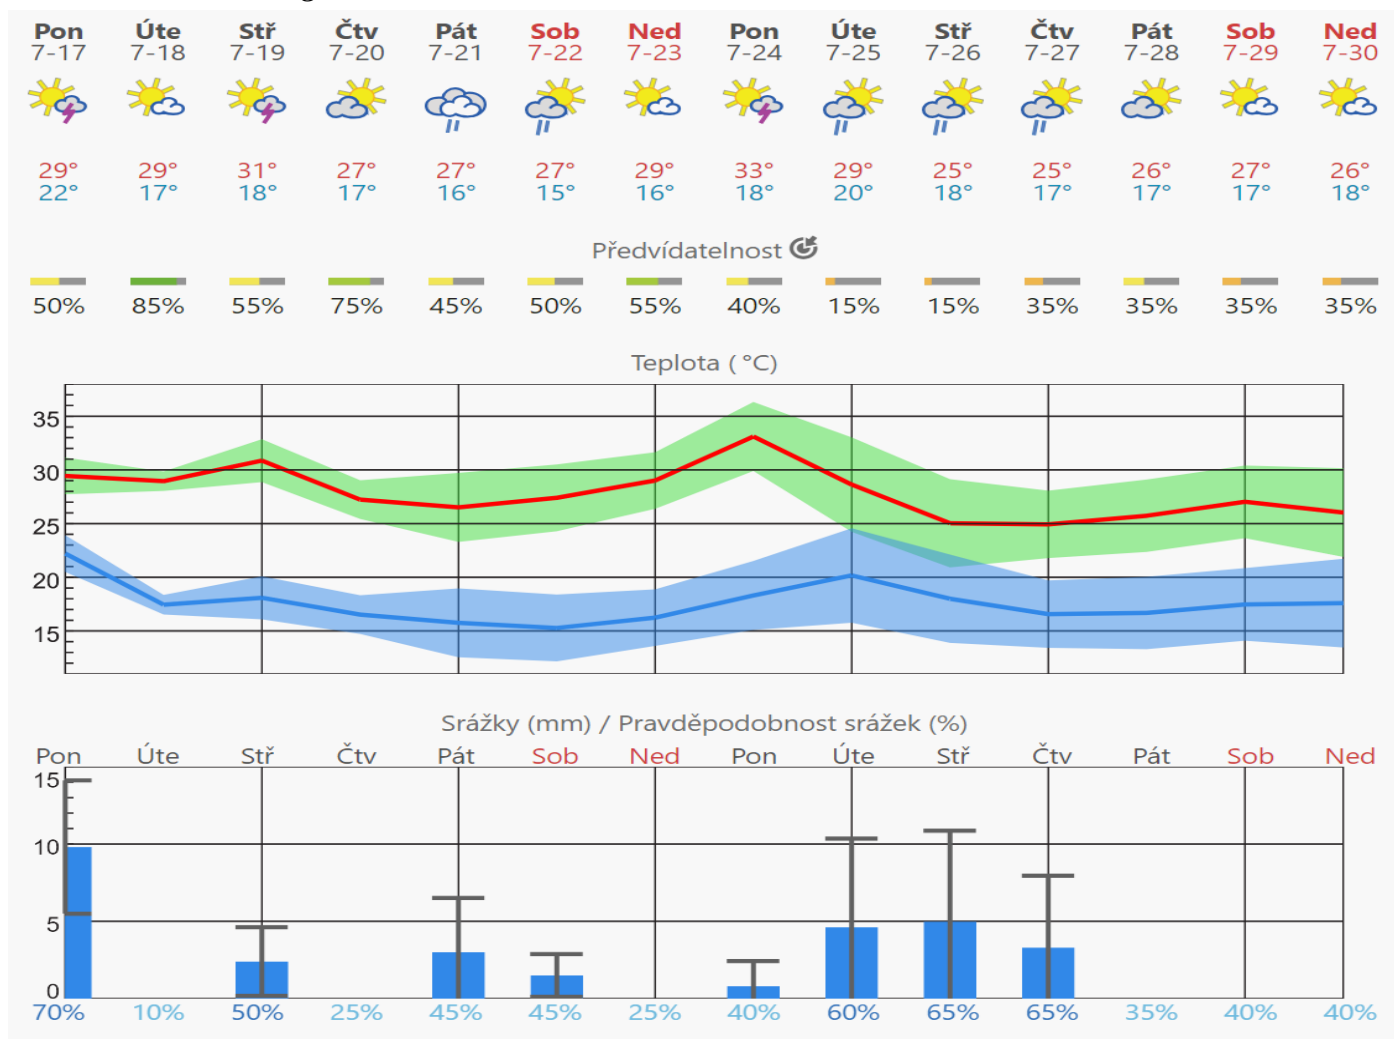 Pon Úte Stř Čtv Pát Sob Ned Pon Úte Stř Čtv Pát Sob Ned
7-17 7-18 7-19 7-20 7-21 7-22 7-23 7-24 7-25 7-26 7-27 7-28 7-29 7-30
29° 29° 31° 27° 27° 27° 29° 33° 29° 25° 25° 26° 27° 26°
22° 17° 18° 17° 16° 15° 16° 18° 20° 18° 17° 17° 17° 18°
Předvídatelnost
50% 85% 55% 75% 45% 50% 55% 40% 15% 15% 35% 35% 35% 35%
Teplota ( °C)
35
30
25
20
15
Srážky (mm) / Pravděpodobnost srážek (%)
Pon Úte Stř Čtv Pát Sob Ned Pon Úte Stř Čtv Pát Sob Ned
15
10
5
0
70% 10% 50% 25% 45% 45% 25% 40% 60% 65% 65% 35% 40% 40%